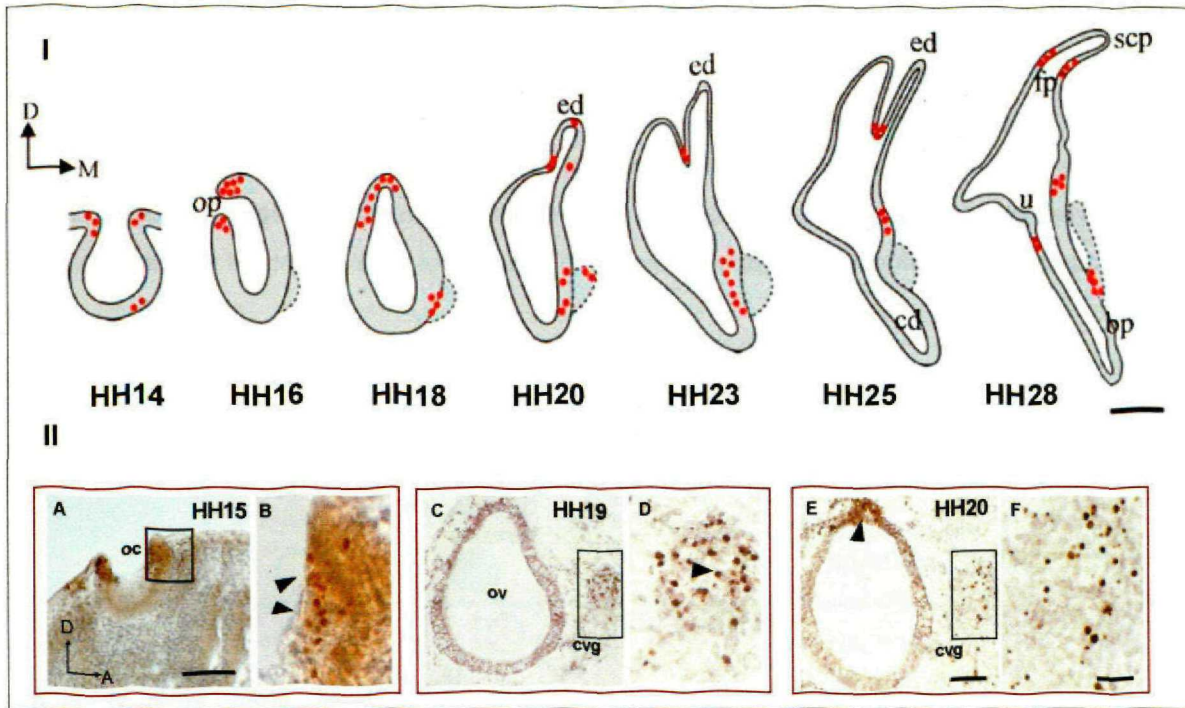 I
D
M
op
ed
cd
ed
cd
fp
scp
u
bp
HH14 HH16 HH18 HH20 HH23 HH25 HH28
II
A HH15 B C HH19 D E HH20 F
oc
ov
cvg
cvg
D
A